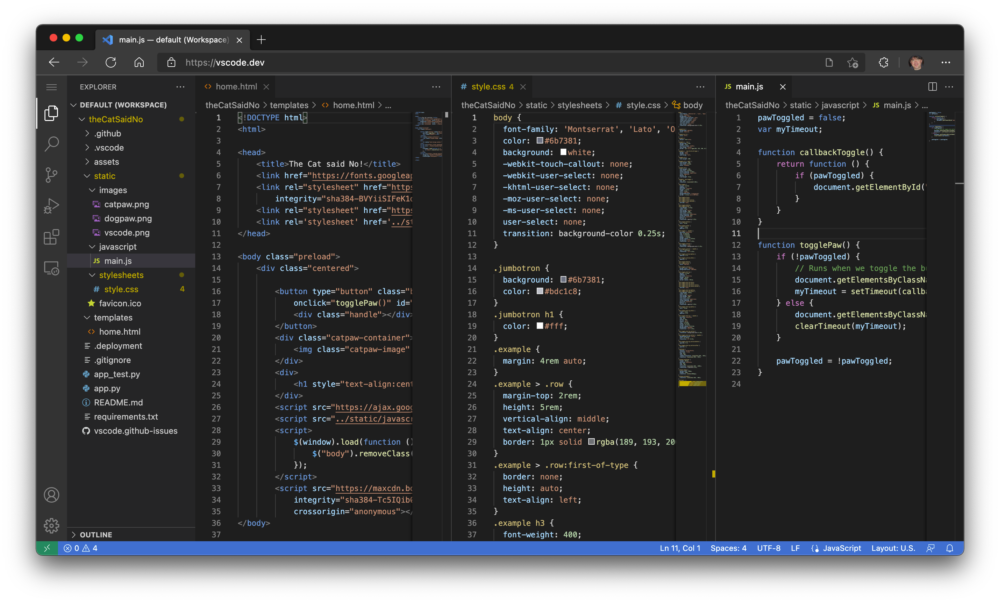 main.js — default (Workspace)
https://vscode.dev
EXPLORER
DEFAULT (WORKSPACE)
theCatSaidNo
.github
.vscode
assets
static
images
catpaw.png
dogpaw.png
vscode.png
javascript
JS main.js
stylesheets
# style.css 4
favicon.ico
templates
<> home.html
.deployment
.gitignore
app_test.py
app.py
README.md
requirements.txt
vscode.github-issues
OUTLINE
<> home.html
theCatSaidNo > templates > <> home.html > ...
1 <!DOCTYPE html>
2 <html>
3
4 <head>
5 <title>The Cat said No!</title>
6 <link href="https://fonts.googleap
7 <link rel="stylesheet" href="https
8 integrity="sha384-BVYiiSIFeK1
9 <link rel="stylesheet" href="https
10 <link rel='stylesheet' href='../st
11 </head>
12
13 <body class="preload">
14 <div class="centered">
15
16 <button type="button" class="b
17 onclick="togglePaw()" id="
18 <div class="handle"></div>
19 </button>
20 <div class="catpaw-container">
21 <img class="catpaw-image"
22 </div>
23 <div>
24 <h1 style="text-align:cent
25 </div>
26 <script src="https://ajax.goog
27 <script src="../static/javascr
28 <script>
29 $(window).load(function ()
30 $("body").removeClass(
31 });
32 </script>
33 <script src="https://maxcdn.bo
34 integrity="sha384-Tc5IQib
35 crossorigin="anonymous"></
36 </body>
37
# style.css 4
theCatSaidNo > static > stylesheets > # style.css > body
1 body {
2 font-family: 'Montserrat', 'Lato', 'O
3 color: #6b7381;
4 background: white;
5 -webkit-touch-callout: none;
6 -webkit-user-select: none;
7 -khtml-user-select: none;
8 -moz-user-select: none;
9 -ms-user-select: none;
10 user-select: none;
11 transition: background-color 0.25s;
12 }
13
14 .jumbotron {
15 background: #6b7381;
16 color: #bdc1c8;
17 }
18 .jumbotron h1 {
19 color: #fff;
20 }
21 .example {
22 margin: 4rem auto;
23 }
24 .example > .row {
25 margin-top: 2rem;
26 height: 5rem;
27 vertical-align: middle;
28 text-align: center;
29 border: 1px solid rgba(189, 193, 20
30 }
31 .example > .row:first-of-type {
32 border: none;
33 height: auto;
34 text-align: left;
35 }
36 .example h3 {
37 font-weight: 400;
JS main.js
theCatSaidNo > static > javascript > JS main.js > ...
1 pawToggled = false;
2 var myTimeout;
3
4 function callbackToggle() {
5 return function () {
6 if (pawToggled) {
7 document.getElementById(
8 }
9 }
10 }
11
12 function togglePaw() {
13 if (!pawToggled) {
14 // Runs when we toggle the b
15 document.getElementsByClassNa
16 myTimeout = setTimeout(callba
17 } else {
18 document.getElementsByClassNa
19 clearTimeout(myTimeout);
20 }
21
22 pawToggled = !pawToggled;
23 }
24
0 4
Ln 11, Col 1 Spaces: 4 UTF-8 LF JavaScript Layout: U.S.